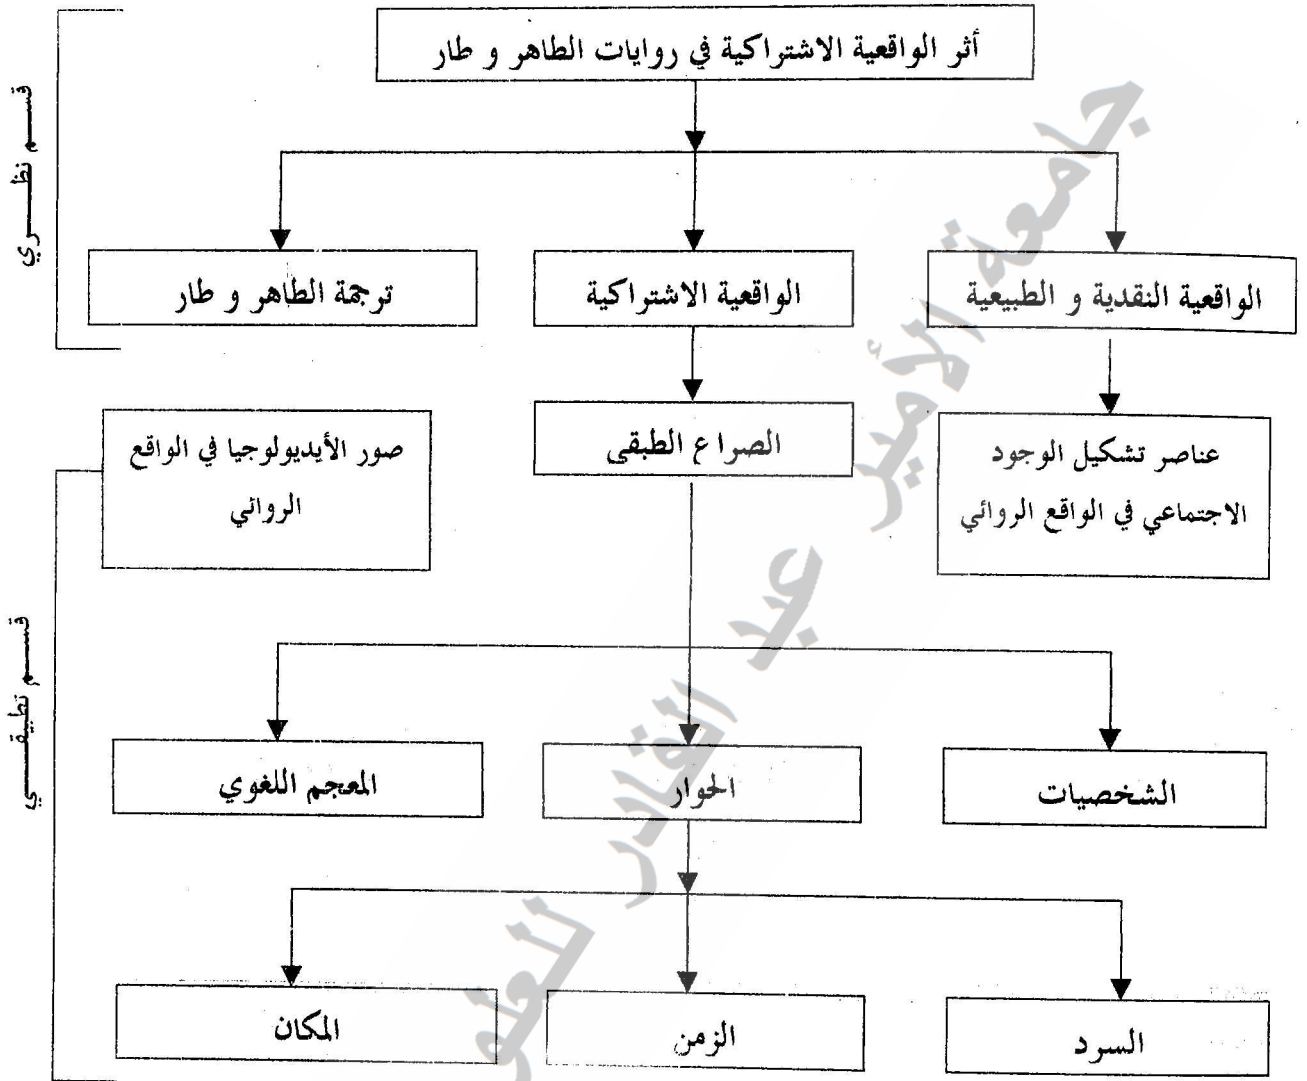 أثر الواقعية الاشتراكية في روايات الطاهر و طار
قسم نظري
الواقعية النقدية و الطبيعية
الواقعية الاشتراكية
ترجمة الطاهر و طار
عناصر تشكيل الوجود
الاجتماعي في الواقع الروائي
الصراع الطبقي
صور الأيديولوجيا في الواقع
الروائي
قسم تطبيقي
الشخصيات
الحوار
المعجم اللغوي
السرد
الزمن
المكان
جامعة الأمير عبد القادر للعلو